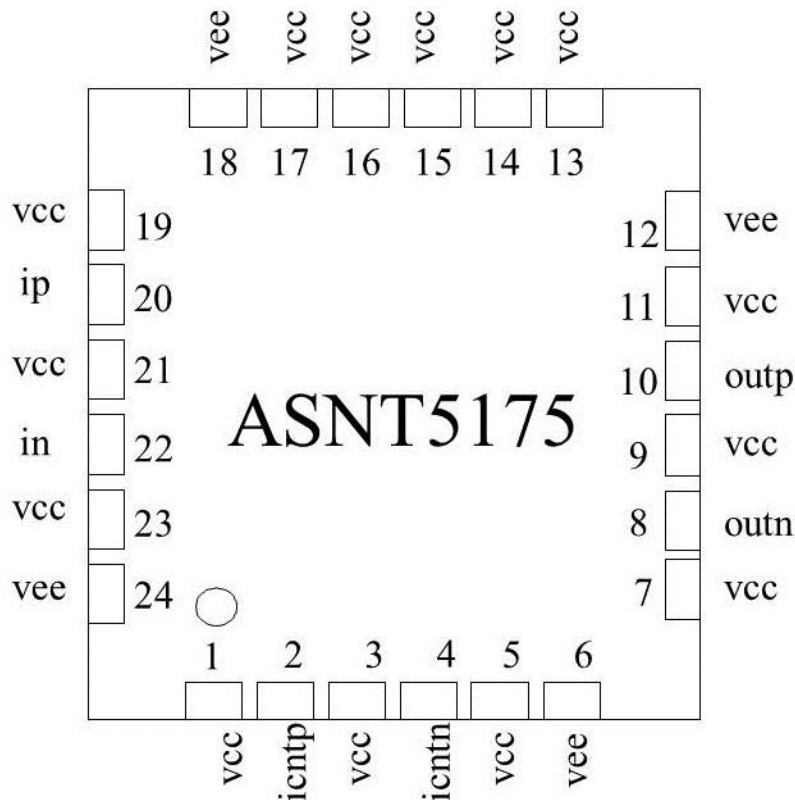 vee vcc vcc vcc vcc vcc
18 17 16 15 14 13
vcc 19 12 vee
ip 20 11 vcc
vcc 21 10 outp
ASNT5175
in 22 9 vcc
vcc 23 8 outn
vee 24 7 vcc
1 2 3 4 5 6
vcc icntp vcc icntn vcc vee